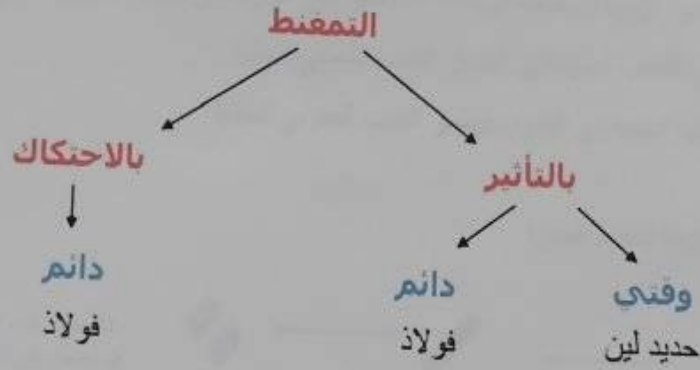 التمغنط
بالاحتكاك
بالتأثير
دائم
فولاذ
دائم
فولاذ
وقتي
حديد لين